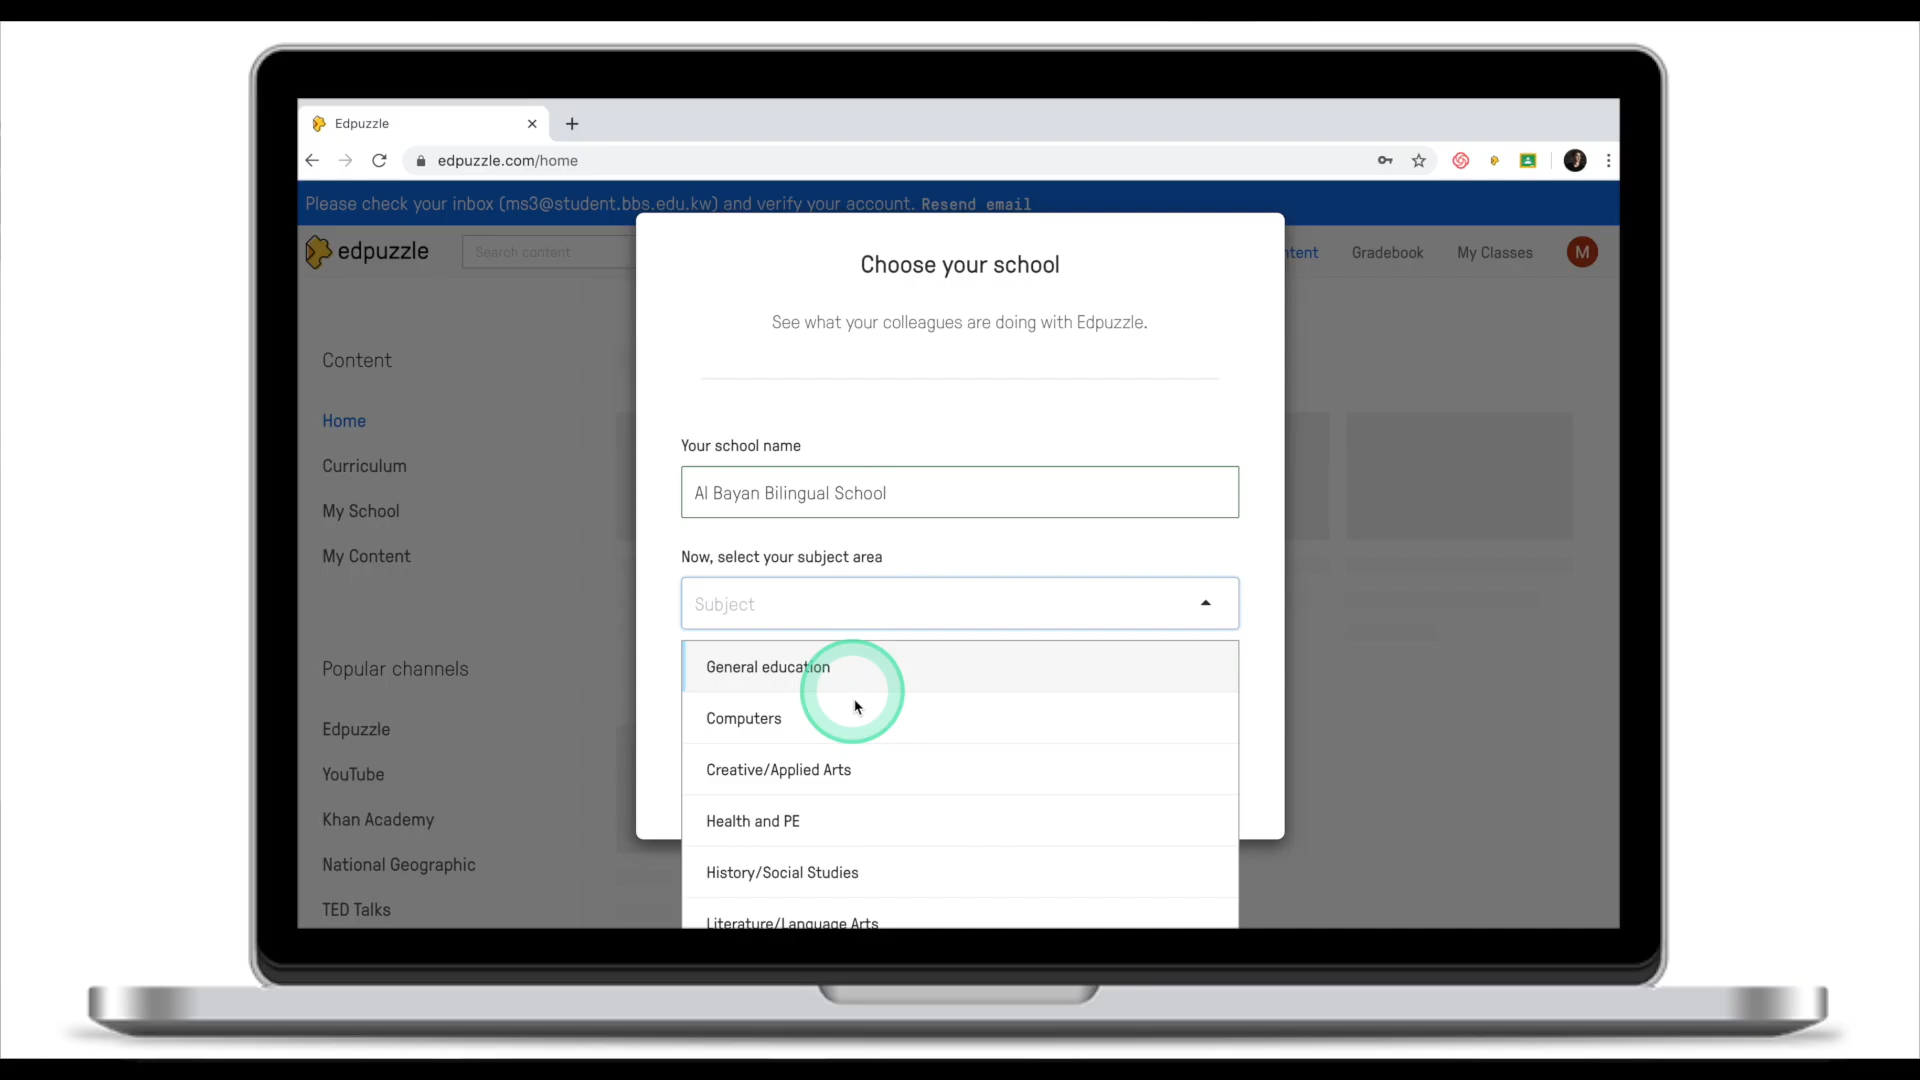 Edpuzzle
edpuzzle.com/home
Please check your inbox (ms3@student.bbs.edu.kw) and verify your account. Resend email
edpuzzle
Search content
ntent
Gradebook
My Classes
M
Content
Home
Curriculum
My School
My Content
Popular channels
Edpuzzle
YouTube
Khan Academy
National Geographic
TED Talks
Choose your school
See what your colleagues are doing with Edpuzzle.
Your school name
Al Bayan Bilingual School
Now, select your subject area
Subject
General education
Computers
Creative/Applied Arts
Health and PE
History/Social Studies
Literature/Language Arts